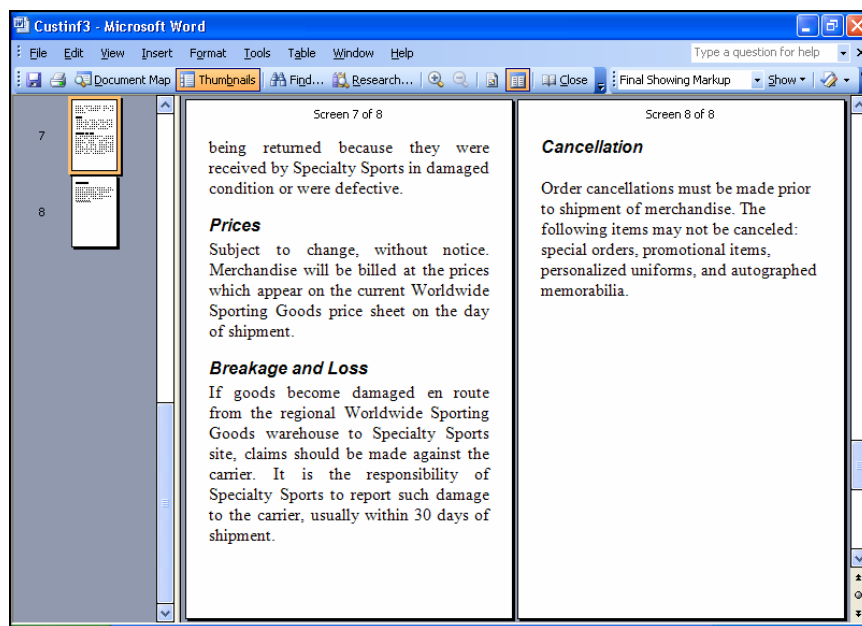 Custinf3 - Microsoft Word
File Edit View Insert Format Tools Table Window Help Type a question for help
Document Map Thumbnails Find... Research... Close Final Showing Markup Show
7
8
Screen 7 of 8
being returned because they were
received by Specialty Sports in damaged
condition or were defective.
Prices
Subject to change, without notice.
Merchandise will be billed at the prices
which appear on the current Worldwide
Sporting Goods price sheet on the day
of shipment.
Breakage and Loss
If goods become damaged en route
from the regional Worldwide Sporting
Goods warehouse to Specialty Sports
site, claims should be made against the
carrier. It is the responsibility of
Specialty Sports to report such damage
to the carrier, usually within 30 days of
shipment.
Screen 8 of 8
Cancellation
Order cancellations must be made prior
to shipment of merchandise. The
following items may not be canceled:
special orders, promotional items,
personalized uniforms, and autographed
memorabilia.